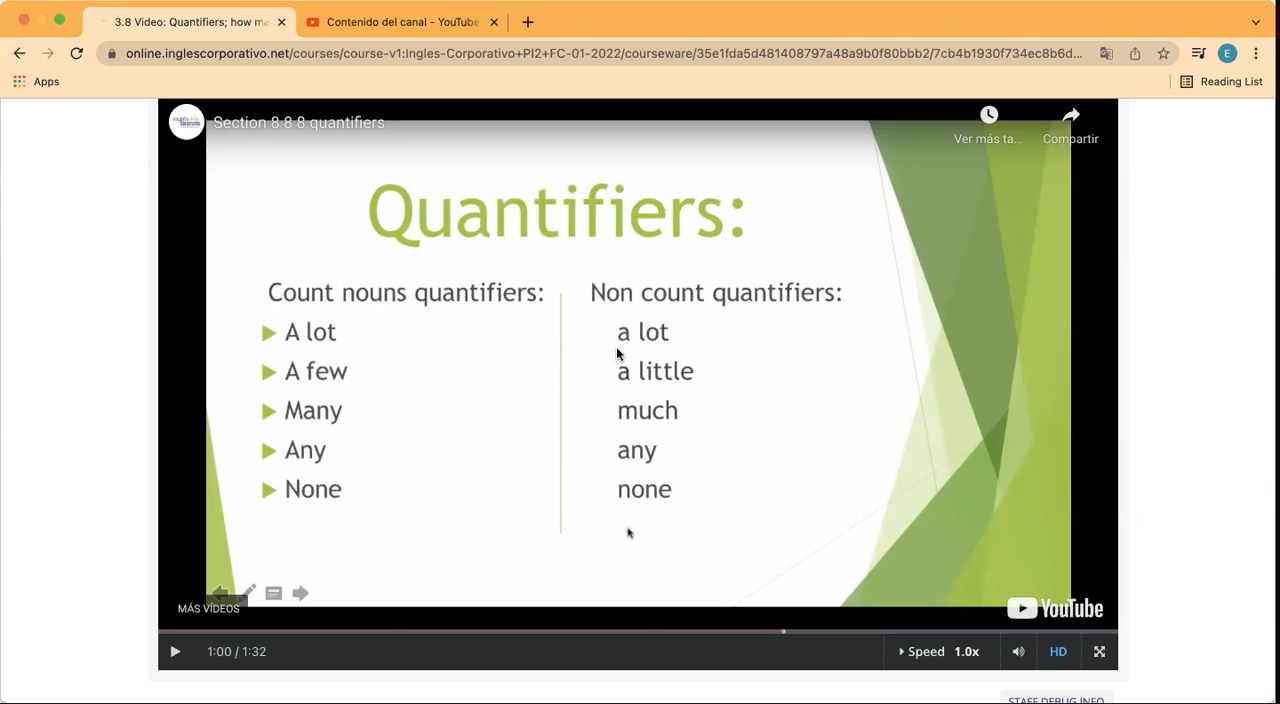 3.8 Video: Quantifiers; how ma
Contenido del canal - YouTube
online.inglescorporativo.net/courses/course-v1:Ingles-Corporativo+PI2+FC-01-2022/courseware/35e1fda5d481408797a48a9b0f80bbb2/7cb4b1930f734ec8b6d...
E
Apps
Reading List
Section 8 8 8 quantifiers
Ver más ta...
Compartir
Quantifiers:
Count nouns quantifiers:
Non count quantifiers:
A lot
a lot
A few
a little
Many
much
Any
any
None
none
MÁS VÍDEOS
YouTube
1:00 / 1:32
Speed 1.0x
HD
STAFF DEBUG INFO